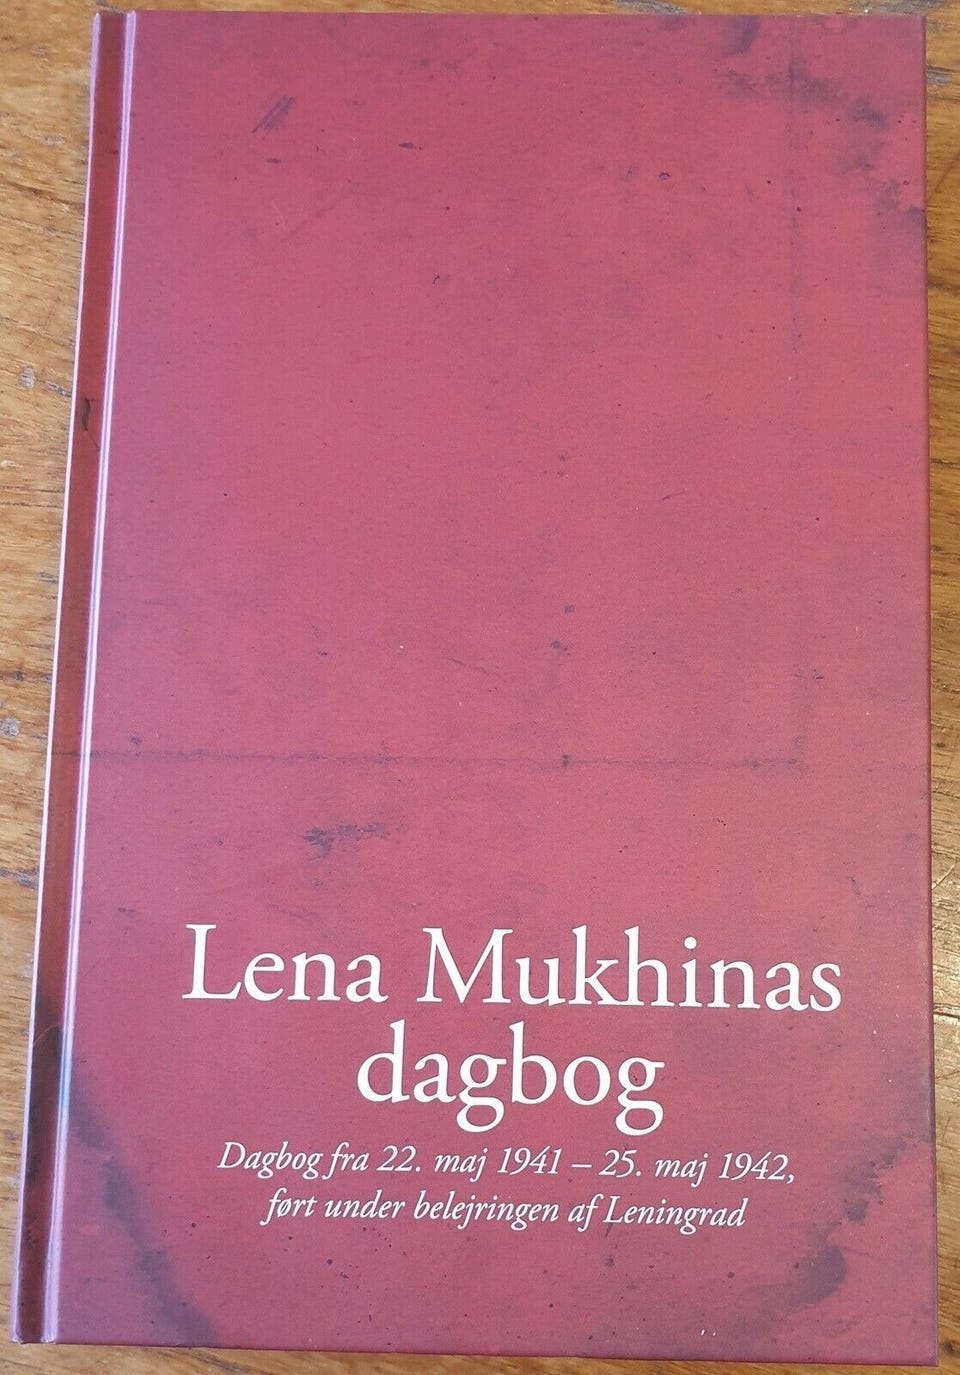 Lena Mukhinas
dagbog
Dagbog fra 22. maj 1941 – 25. maj 1942,
ført under belejringen af Leningrad